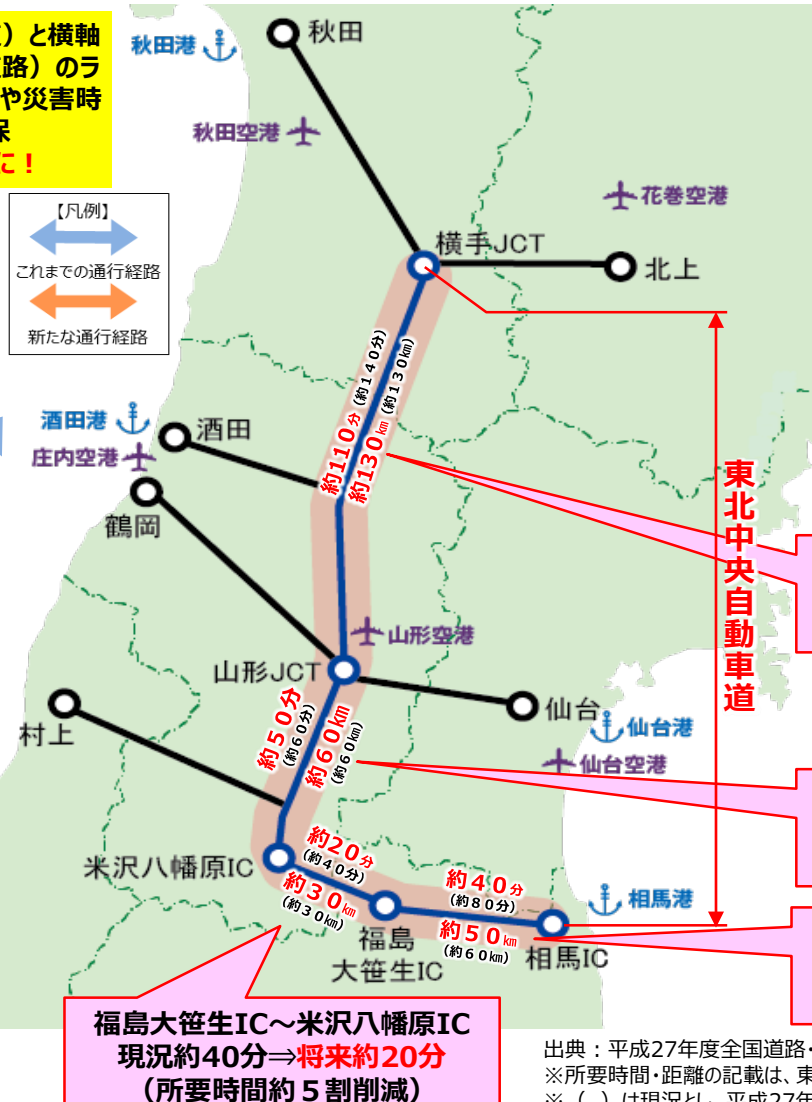 ）と横軸
路）のラ
や災害時
保
に！
【凡例】
これまでの通行経路
新たな通行経路
秋田港
秋田
秋田空港
花巻空港
横手JCT
北上
約110分（約140分）
約130㎞（約130㎞）
酒田港
酒田
庄内空港
鶴岡
東北中央自動車道
山形空港
山形JCT
仙台
仙台港
仙台空港
村上
約50分
（約60分）
約60㎞
（約60㎞）
米沢八幡原IC
約20分
（約40分）
約30㎞
（約30㎞）
約40分
（約80分）
約50㎞
（約60㎞）
相馬港
福島
大笹生IC
相馬IC
福島大笹生IC～米沢八幡原IC
現況約40分⇒将来約20分
（所要時間約５割削減）
出典：平成27年度全国道路・
※所要時間・距離の記載は、東
※（ ）は現況とし、平成27年